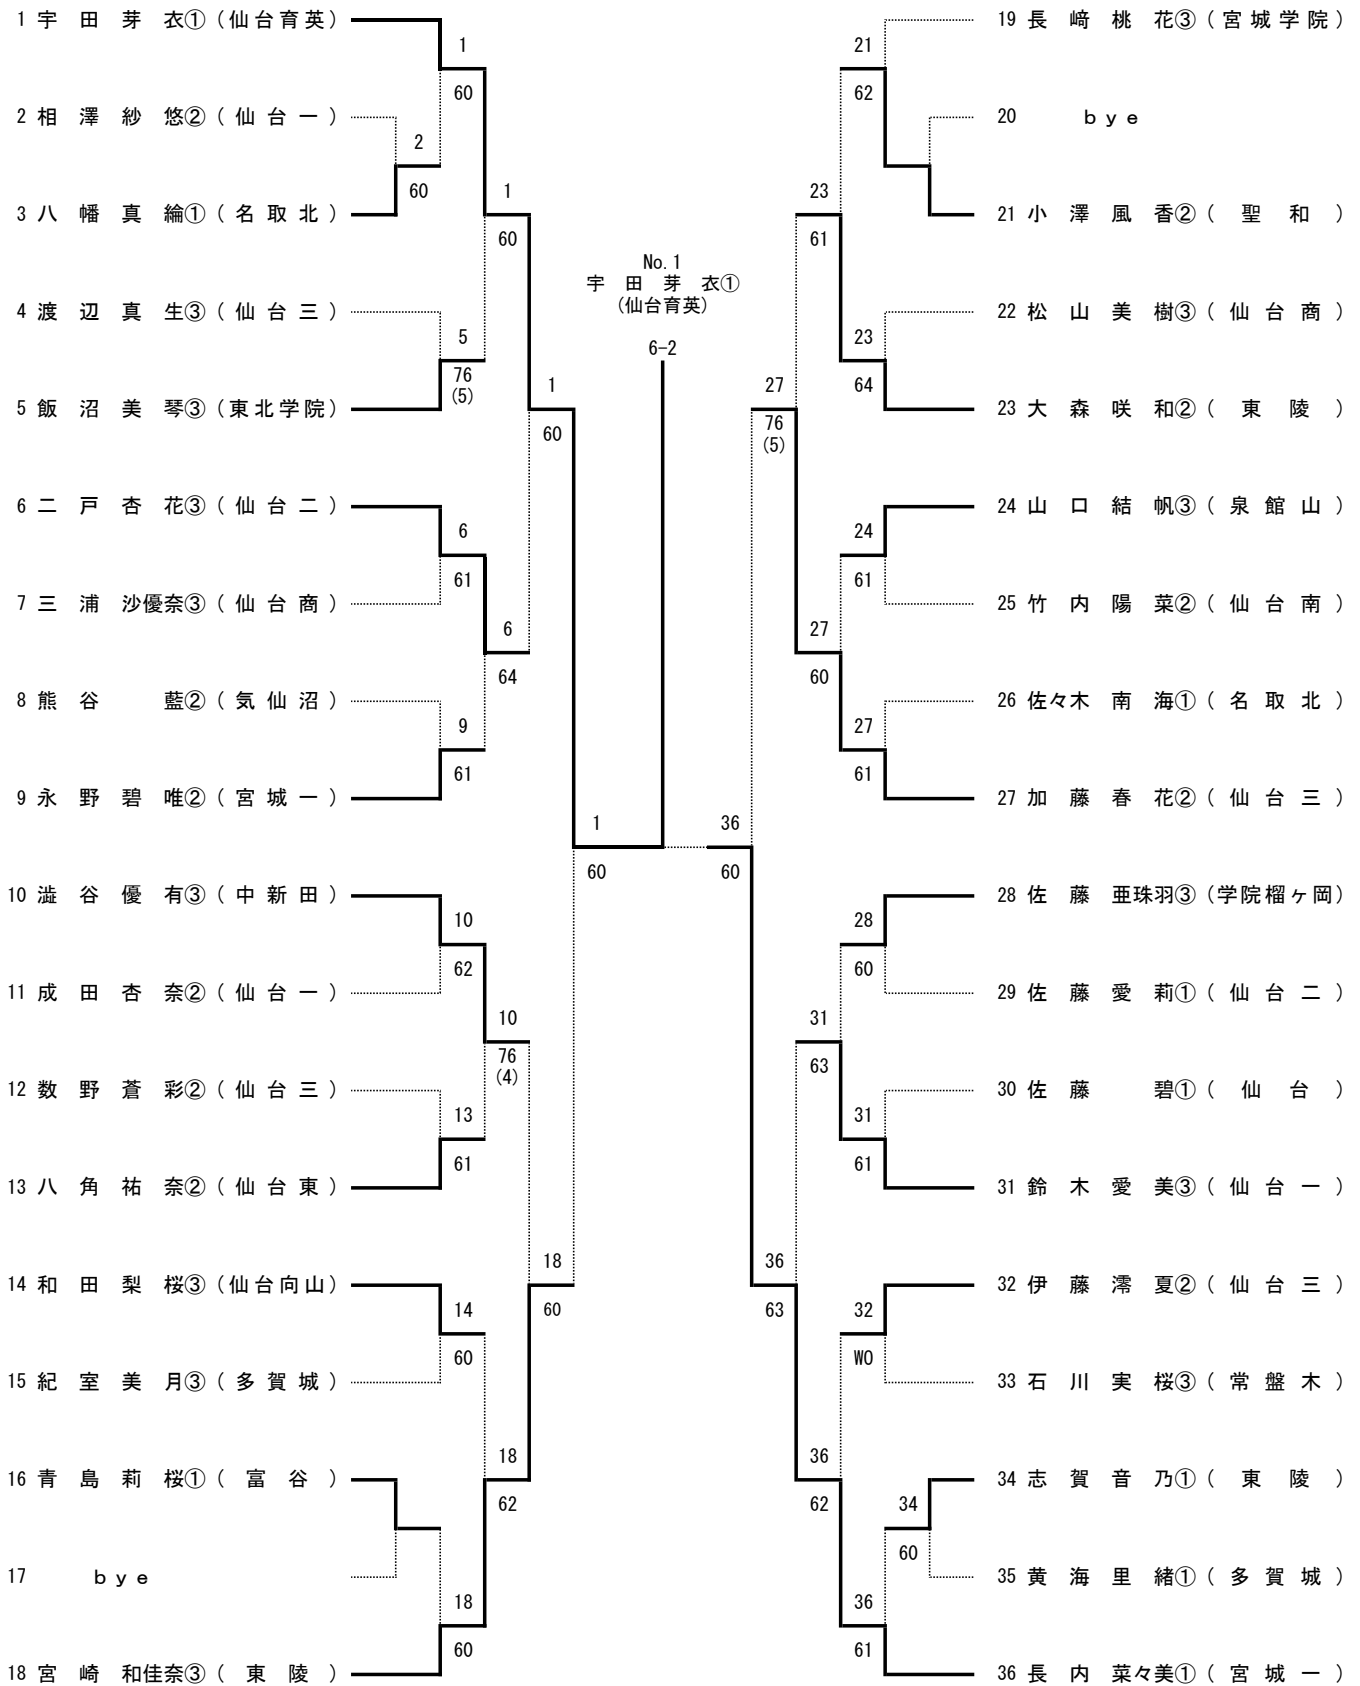 1 宇 田 芽 衣① (仙台育英)
1
60
2 相 澤 紗 悠② ( 仙 台 一 )
2
60
3 八 幡 真 綸① ( 名 取 北 )
1
60
4 渡 辺 真 生③ ( 仙 台 三 )
5
76
(5)
5 飯 沼 美 琴③ (東北学院)
1
60
6 二 戸 杏 花③ ( 仙 台 二 )
6
61
7 三 浦 沙優奈③ ( 仙 台 商 )
6
64
8 熊 谷 藍② ( 気 仙 沼 )
9
61
9 永 野 碧 唯② ( 宮 城 一 )
1
60
10 澁 谷 優 有③ ( 中 新 田 )
10
62
11 成 田 杏 奈② ( 仙 台 一 )
10
76
(4)
12 数 野 蒼 彩② ( 仙 台 三 )
13
61
13 八 角 祐 奈② ( 仙 台 東 )
18
60
14 和 田 梨 桜③ (仙台向山)
14
60
15 紀 室 美 月③ ( 多 賀 城 )
18
62
16 青 島 莉 桜① ( 富 谷 )
17 bye
18
60
18 宮 崎 和佳奈③ ( 東 陵 )
No.1
宇 田 芽 衣①
(仙台育英)
6-2
19 長 﨑 桃 花③ ( 宮 城 学 院 )
21
62
20 bye
23
61
21 小 澤 風 香② ( 聖 和 )
22 松 山 美 樹③ ( 仙 台 商 )
23
64
27
76
(5)
23 大 森 咲 和② ( 東 陵 )
24 山 口 結 帆③ ( 泉 館 山 )
24
61
25 竹 内 陽 菜② ( 仙 台 南 )
27
60
26 佐々木 南 海① ( 名 取 北 )
27
61
27 加 藤 春 花② ( 仙 台 三 )
36
60
28 佐 藤 亜珠羽③ (学院榴ヶ岡)
28
60
29 佐 藤 愛 莉① ( 仙 台 二 )
31
63
30 佐 藤 碧① ( 仙 台 )
31
61
31 鈴 木 愛 美③ ( 仙 台 一 )
36
63
32 伊 藤 澪 夏② ( 仙 台 三 )
32
WO
33 石 川 実 桜③ ( 常 盤 木 )
36
62
34 志 賀 音 乃① ( 東 陵 )
34
60
35 黄 海 里 緒① ( 多 賀 城 )
36
61
36 長 内 菜々美① ( 宮 城 一 )